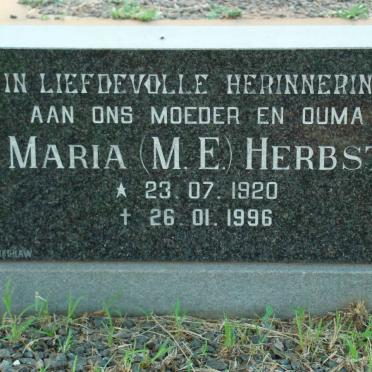 IN LIEFDEVOLLE HERINNERIN
AAN ONS MOEDER EN OUMA
MARIA (M.E.) HERBST
★ 23.07.1920
† 26.01.1996